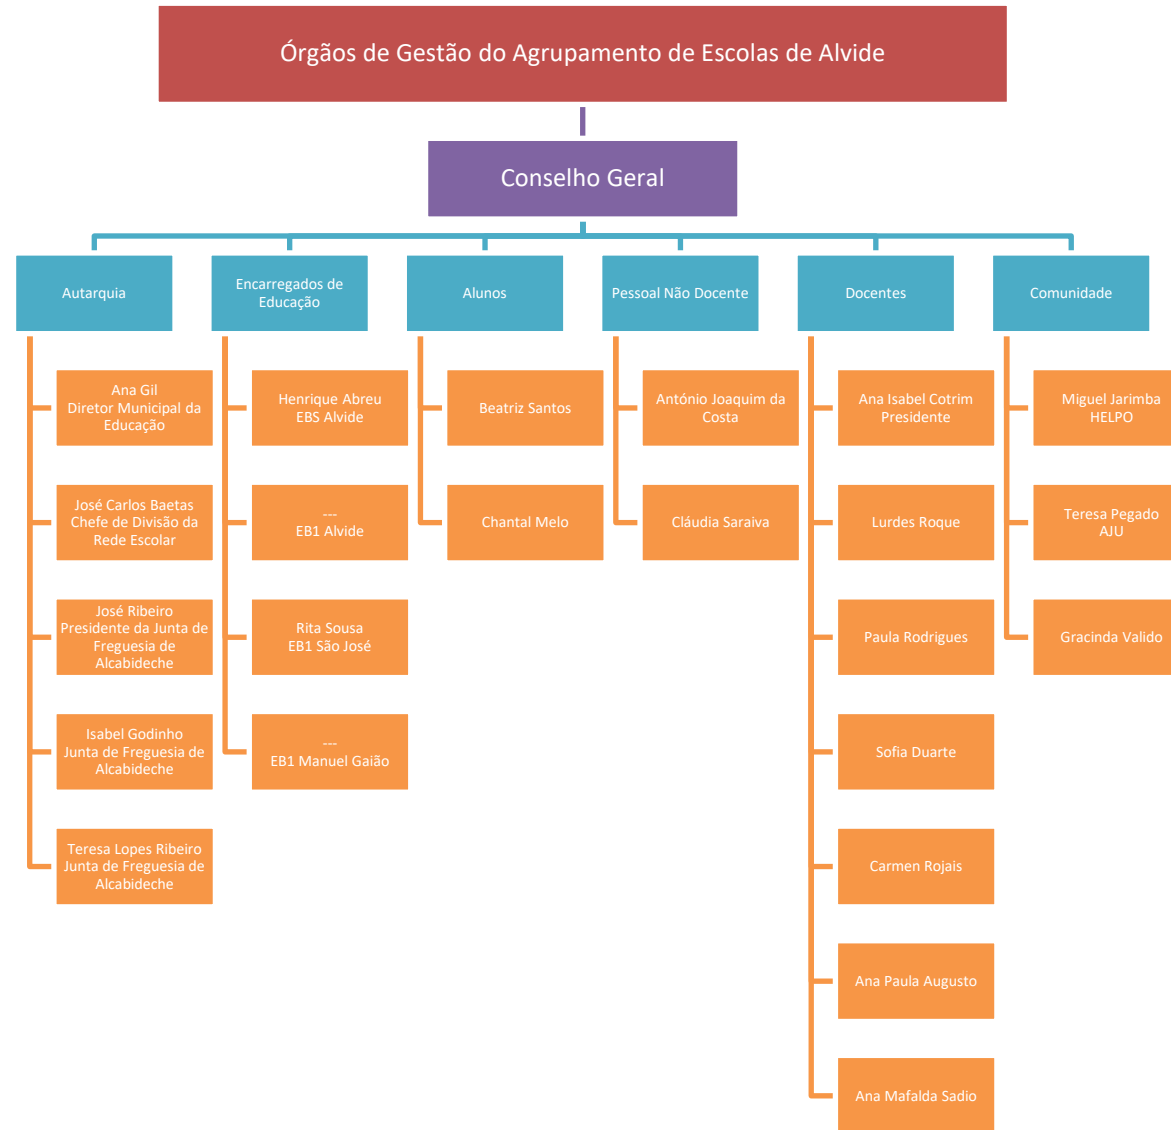 Órgãos de Gestão do Agrupamento de Escolas de Alvide
Conselho Geral
Autarquia
Ana Gil
Diretor Municipal da
Educação
José Carlos Baetas
Chefe de Divisão da
Rede Escolar
José Ribeiro
Presidente da Junta de
Freguesia de
Alcabideche
Isabel Godinho
Junta de Freguesia de
Alcabideche
Teresa Lopes Ribeiro
Junta de Freguesia de
Alcabideche
Encarregados de
Educação
Henrique Abreu
EBS Alvide
---
EB1 Alvide
Rita Sousa
EB1 São José
---
EB1 Manuel Gaião
Alunos
Beatriz Santos
Chantal Melo
Pessoal Não Docente
António Joaquim da
Costa
Cláudia Saraiva
Docentes
Ana Isabel Cotrim
Presidente
Lurdes Roque
Paula Rodrigues
Sofia Duarte
Carmen Rojais
Ana Paula Augusto
Ana Mafalda Sadio
Comunidade
Miguel Jarimba
HELPO
Teresa Pegado
AJU
Gracinda Valido